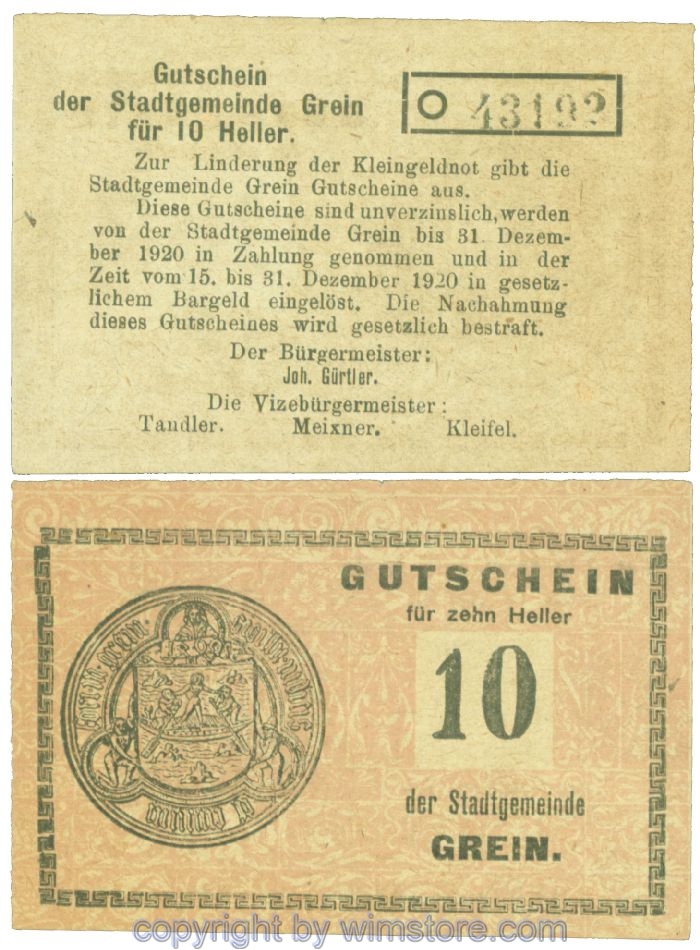 Gutschein
der Stadtgemeinde Grein
für 10 Heller.
O 43192
Zur Linderung der Kleingeldnot gibt die
Stadtgemeinde Grein Gutscheine aus.
Diese Gutscheine sind unverzinslich, werden
von der Stadtgemeinde Grein bis 31. Dezem-
ber 1920 in Zahlung genommen und in der
Zeit vom 15. bis 31. Dezember 1920 in gesetz-
lichem Bargeld eingelöst. Die Nachahmung
dieses Gutscheines wird gesetzlich bestraft.
Der Bürgermeister:
Joh. Gürtler.
Die Vizebürgermeister:
Tandler. Meixner. Kleifel.
GUTSCHEIN
für zehn Heller
10
der Stadtgemeinde
GREIN.
copyright by wimstore.com